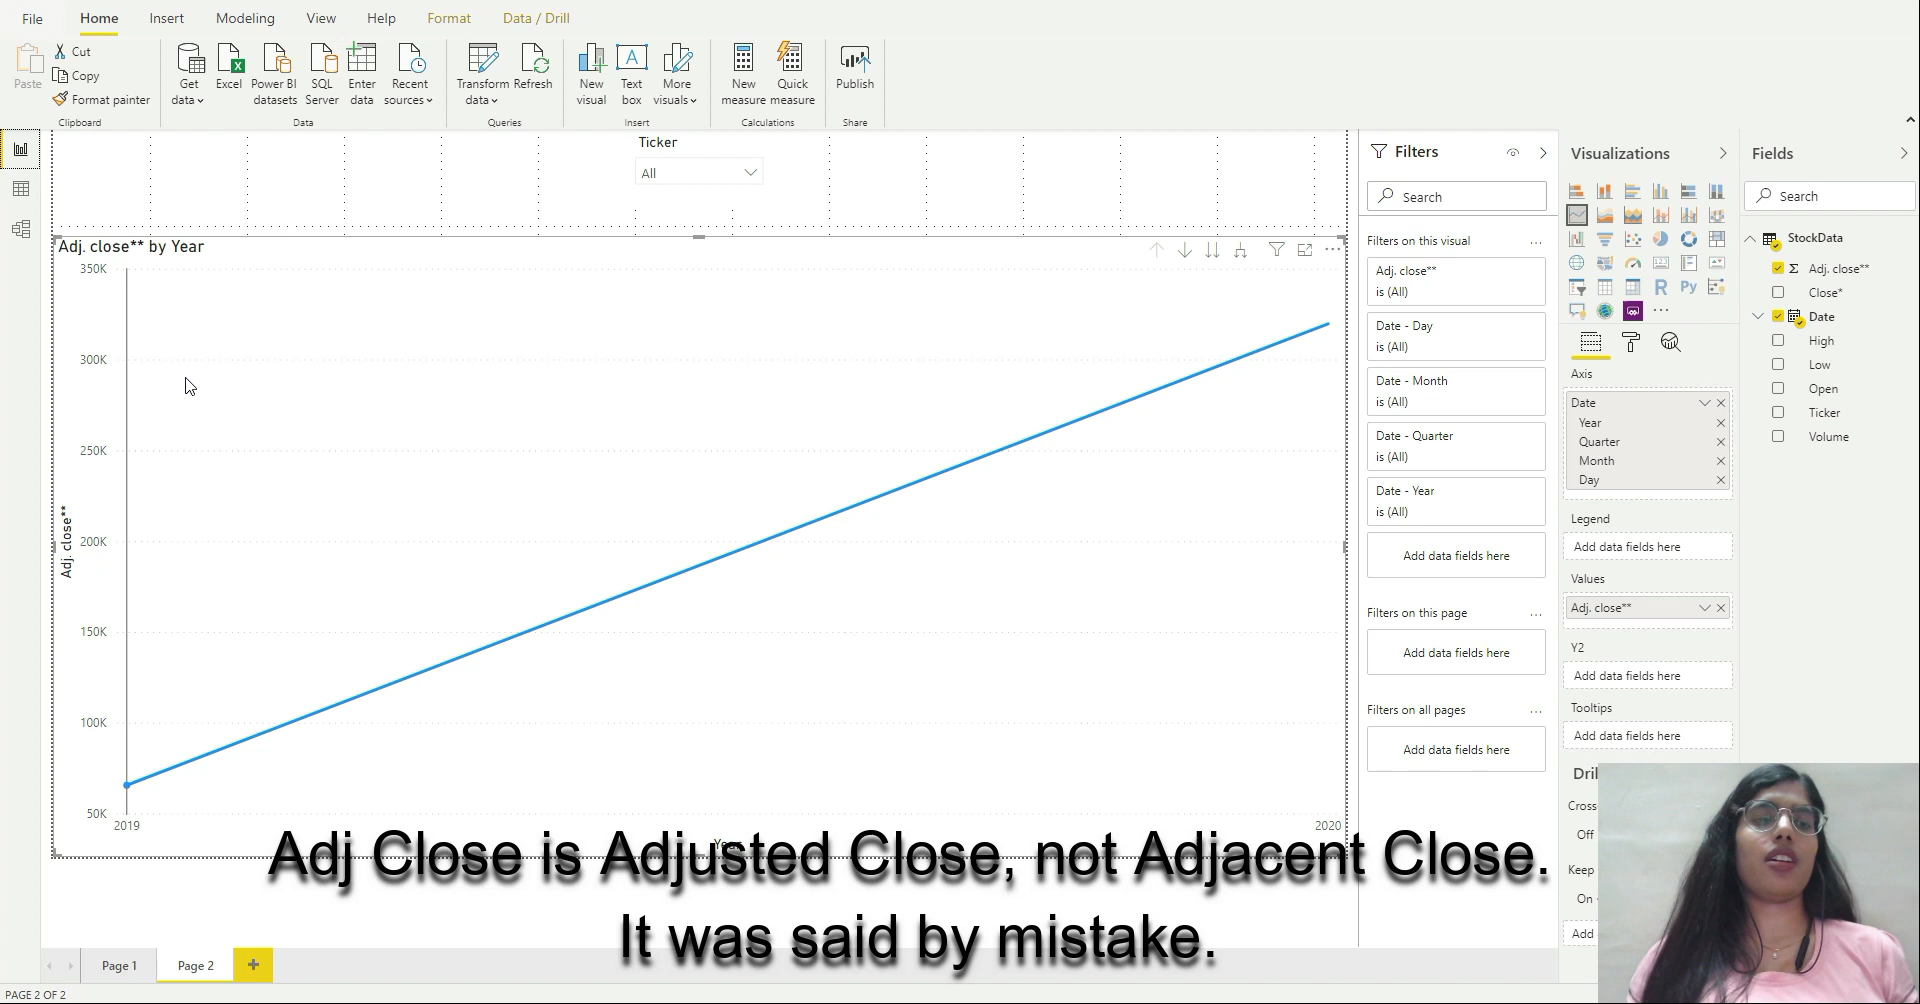 File Home Insert Modeling View Help Format Data / Drill
Paste
Cut
Copy
Format painter
Clipboard
Get data
Excel
Power BI datasets
SQL Server
Enter data
Recent sources
Data
Transform data
Refresh
Queries
New visual
Text box
More visuals
Insert
New measure
Quick measure
Calculations
Publish
Share
Ticker
All
Adj. close** by Year
350K
300K
250K
200K
150K
100K
50K
Adj. close**
2019
2020
Filters
Search
Filters on this visual
Adj. close**
is (All)
Date - Day
is (All)
Date - Month
is (All)
Date - Quarter
is (All)
Date - Year
is (All)
Add data fields here
Filters on this page
Add data fields here
Filters on all pages
Add data fields here
Visualizations
R
Py
123
Axis
Date
Year
Quarter
Month
Day
Legend
Add data fields here
Values
Adj. close**
Y2
Add data fields here
Tooltips
Add data fields here
Dril
Cross
Off
Keep
On
Add
Fields
Search
StockData
Adj. close**
Close*
Date
High
Low
Open
Ticker
Volume
Adj Close is Adjusted Close, not Adjacent Close.
It was said by mistake.
Page 1
Page 2
PAGE 2 OF 2